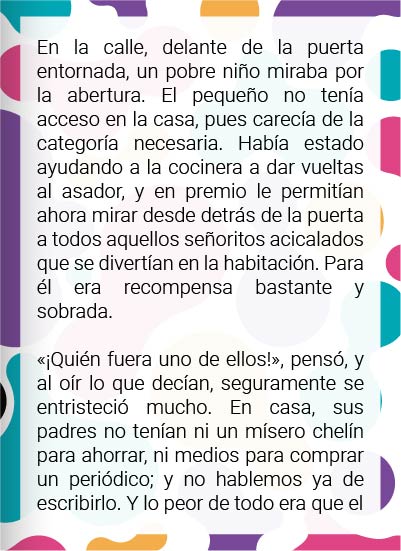 En la calle, delante de la puerta
entornada, un pobre niño miraba por
la abertura. El pequeño no tenía
acceso en la casa, pues carecía de la
categoría necesaria. Había estado
ayudando a la cocinera a dar vueltas
al asador, y en premio le permitían
ahora mirar desde detrás de la puerta
a todos aquellos señoritos acicalados
que se divertían en la habitación. Para
él era recompensa bastante y
sobrada.
«¡Quién fuera uno de ellos!», pensó, y
al oír lo que decían, seguramente se
entristeció mucho. En casa, sus
padres no tenían ni un mísero chelín
para ahorrar, ni medios para comprar
un periódico; y no hablemos ya de
escribirlo. Y lo peor de todo era que el